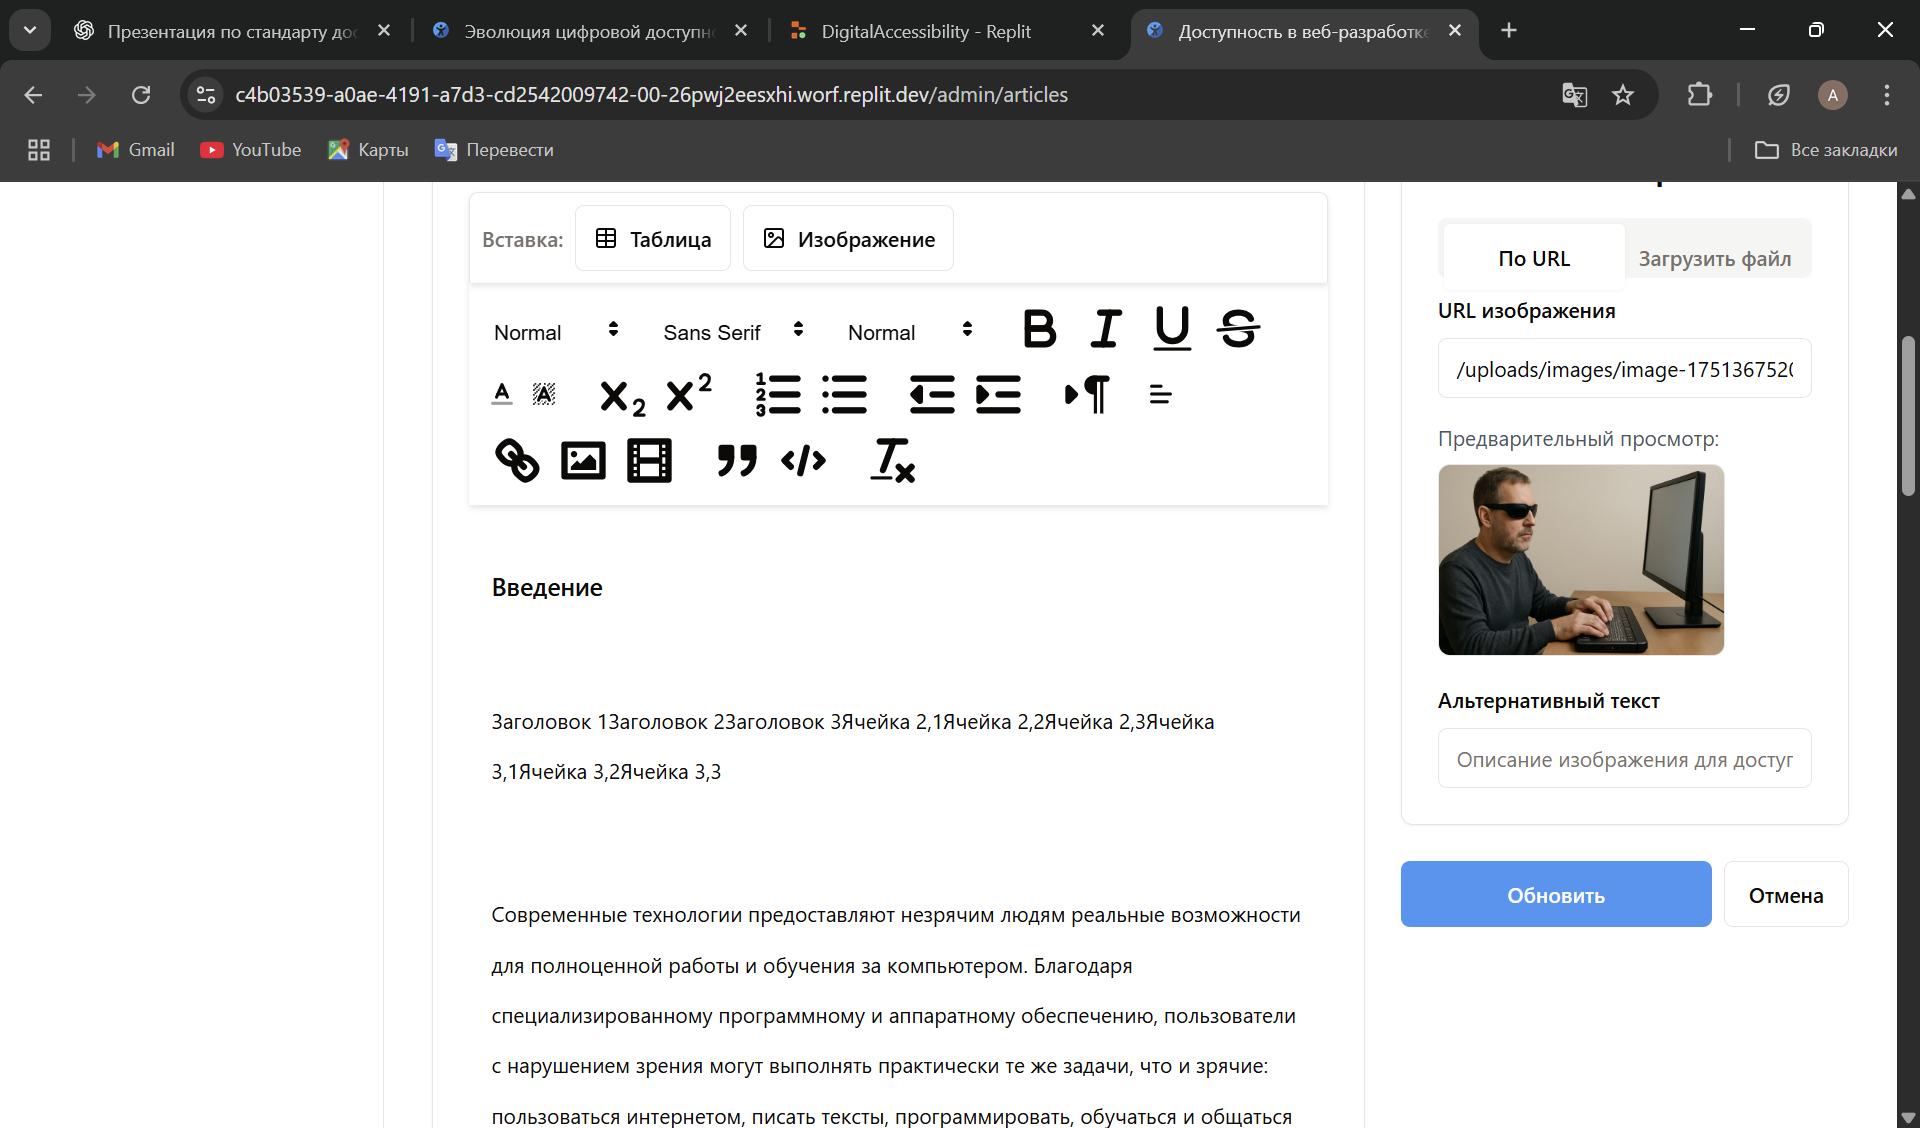 Презентация по стандарту дос
Эволюция цифровой доступн
DigitalAccessibility - Replit
Доступность в веб-разработке
c4b03539-a0ae-4191-a7d3-cd2542009742-00-26pwj2eesxhi.worf.replit.dev/admin/articles
A
Gmail
YouTube
Карты
Перевести
Все закладки
Вставка:
Таблица
Изображение
Normal
Sans Serif
Normal
Введение
Заголовок 1Заголовок 2Заголовок 3Ячейка 2,1Ячейка 2,2Ячейка 2,3Ячейка
3,1Ячейка 3,2Ячейка 3,3
Современные технологии предоставляют незрячим людям реальные возможности
для полноценной работы и обучения за компьютером. Благодаря
специализированному программному и аппаратному обеспечению, пользователи
с нарушением зрения могут выполнять практически те же задачи, что и зрячие:
пользоваться интернетом, писать тексты, программировать, обучаться и общаться
По URL
Загрузить файл
URL изображения
/uploads/images/image-1751367520
Предварительный просмотр:
Альтернативный текст
Описание изображения для доступ
Обновить
Отмена